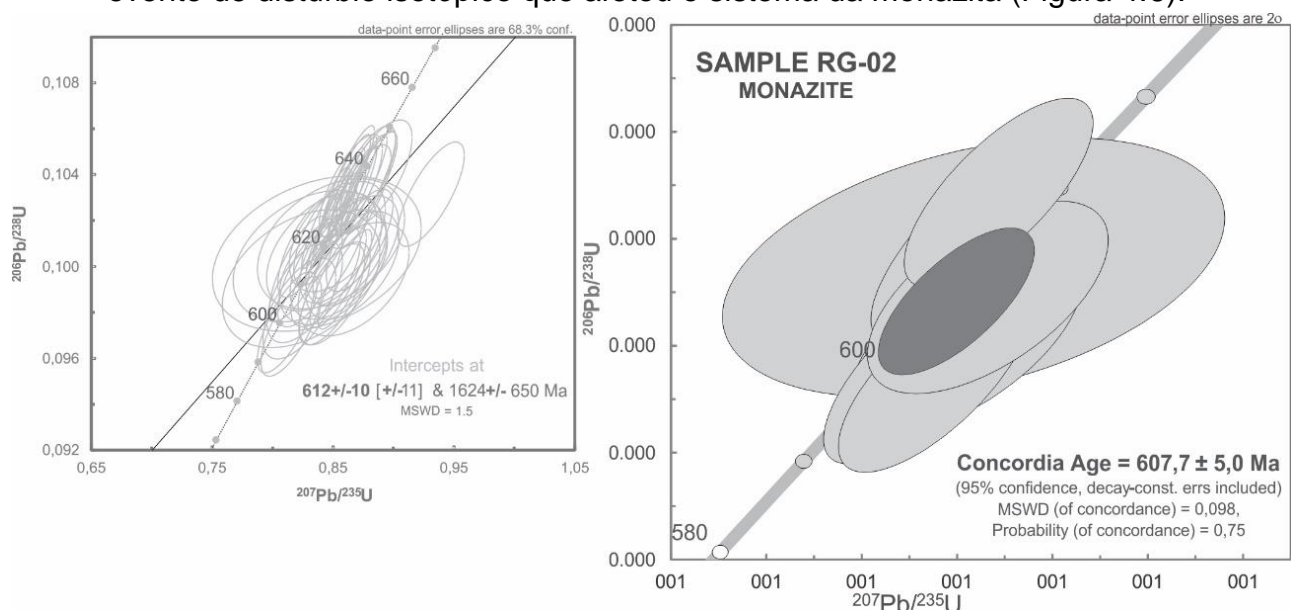 evento de distúrbio isotópico que afetou o sistema da monazita
data-point error ellipses are 68.3% conf.
0,108
0,104
0,100
0,096
0,092
206Pb/238U
660
640
620
600
580
Intercepts at
612+/-10 [+/-11] & 1624+/- 650 Ma
MSWD = 1.5
0,65
0,75
0,85
0,95
1,05
207Pb/235U
data-point error ellipses are 2σ
SAMPLE RG-02
MONAZITE
0.000
0.000
0.000
0.000
0.000
0.000
206Pb/238U
600
580
Concordia Age = 607,7 ± 5,0 Ma
(95% confidence, decay-const. errs included)
MSWD (of concordance) = 0,098,
Probability (of concordance) = 0,75
001
001
001
001
001
001
001
207Pb/235U